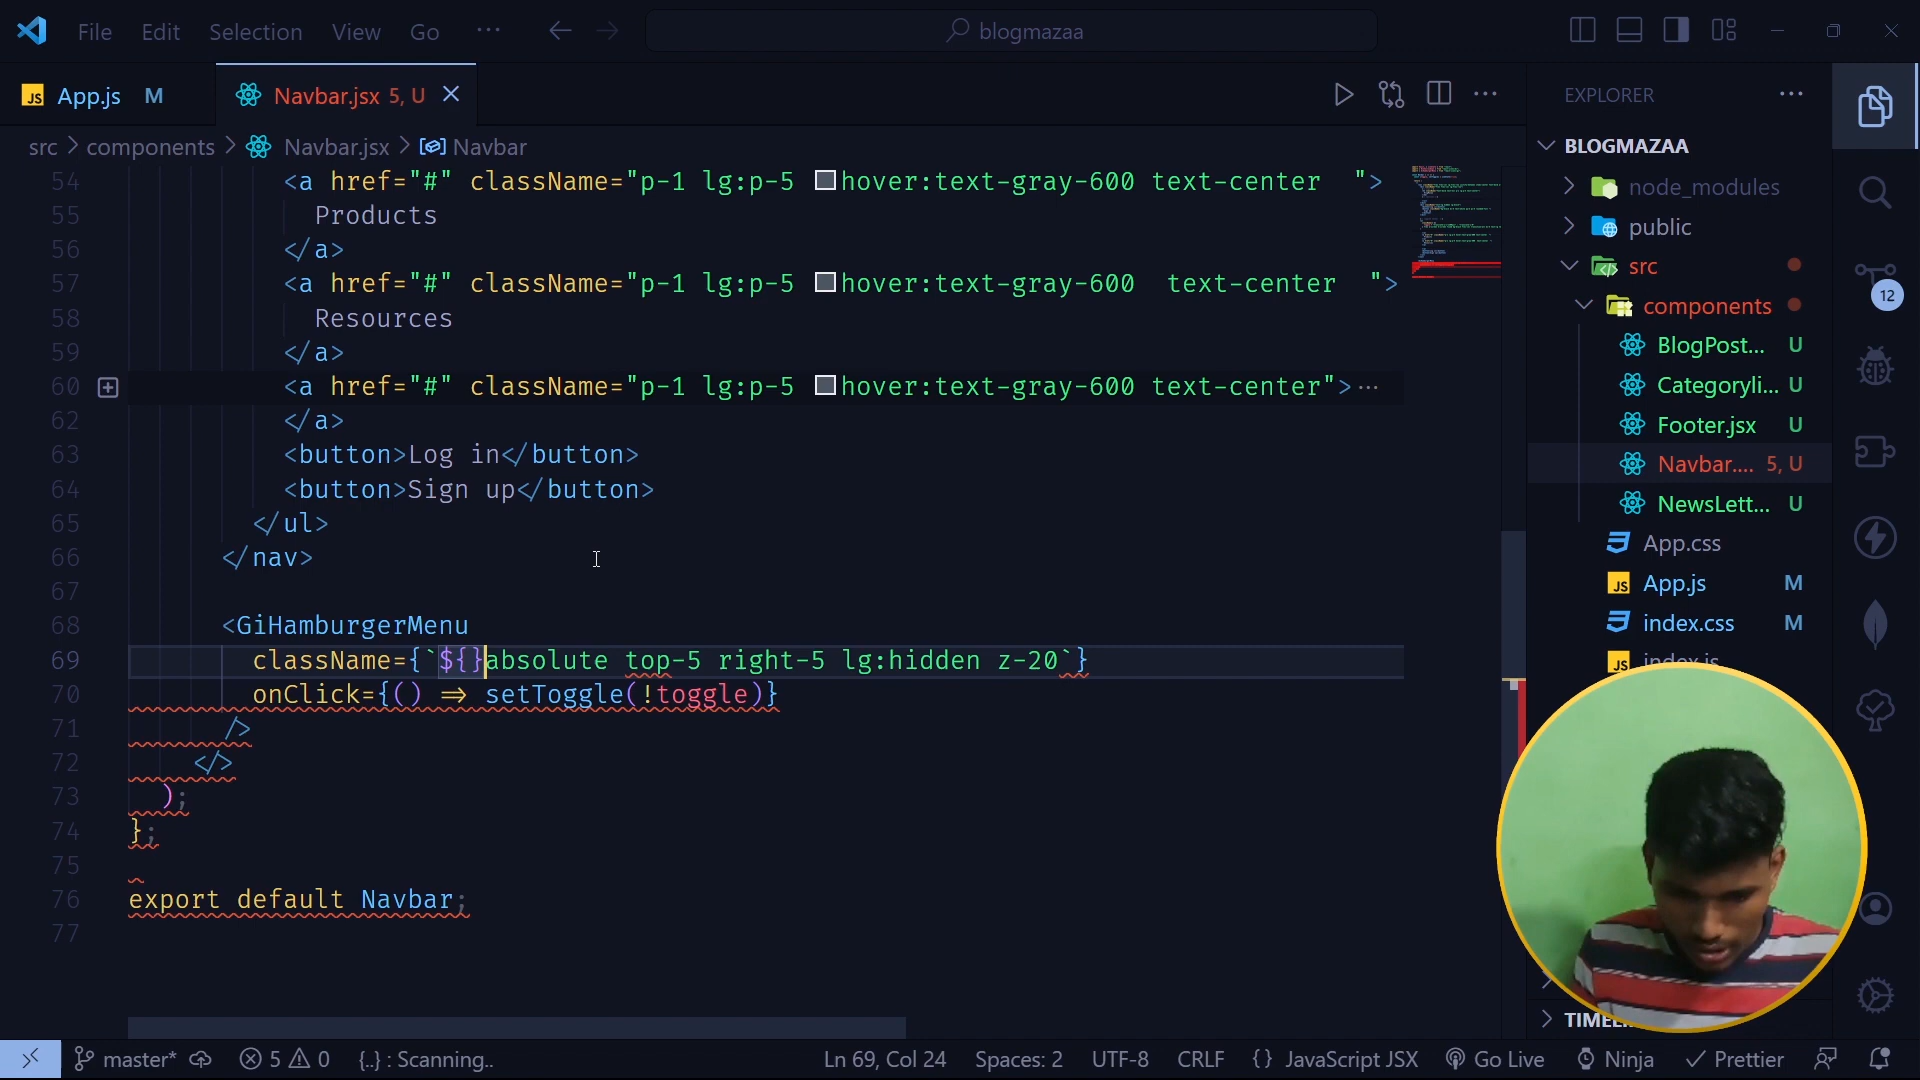 File Edit Selection View Go ··· blogmazaa
App.js M Navbar.jsx 5, U
src > components > Navbar.jsx > Navbar
54 <a href="#" className="p-1 lg:p-5 hover:text-gray-600 text-center  ">
55 Products
56 </a>
57 <a href="#" className="p-1 lg:p-5 hover:text-gray-600  text-center  ">
58 Resources
59 </a>
60 <a href="#" className="p-1 lg:p-5 hover:text-gray-600 text-center">···
62 </a>
63 <button>Log in</button>
64 <button>Sign up</button>
65 </ul>
66 </nav>
67
68 <GiHamburgerMenu
69 className={`${}absolute top-5 right-5 lg:hidden z-20`}
70 onClick={() => setToggle(!toggle)}
71 />
72 </>
73 );
74 };
75
76 export default Navbar;
77
EXPLORER ···
BLOGMAZAA
node_modules
public
src
components
BlogPost... U
Categoryli... U
Footer.jsx U
Navbar.... 5, U
NewsLett... U
App.css
App.js M
index.css M
index.js
12
master* 5 0 {..} : Scanning.. Ln 69, Col 24 Spaces: 2 UTF-8 CRLF {} JavaScript JSX Go Live Ninja Prettier